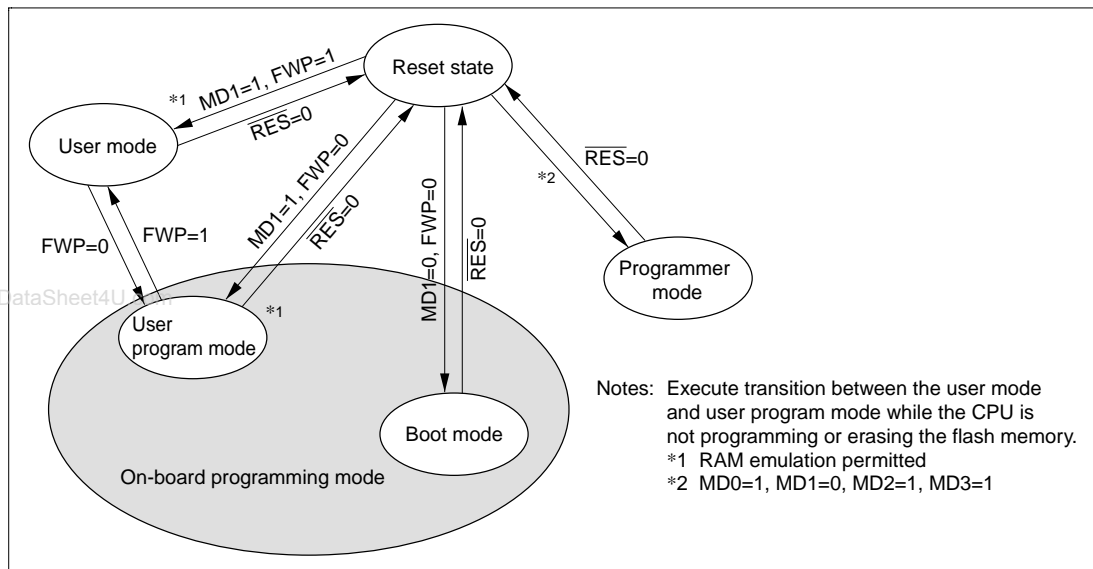 Reset state
*1
MD1=1, FWP=1
RES=0
User mode
MD1=1, FWP=0
RES=0
MD1=0, FWP=0
RES=0
*2
RES=0
FWP=0
FWP=1
Programmer
mode
DataSheet4U
User
program mode
*1
Boot mode
On-board programming mode
Notes: Execute transition between the user mode
and user program mode while the CPU is
not programming or erasing the flash memory.
*1 RAM emulation permitted
*2 MD0=1, MD1=0, MD2=1, MD3=1